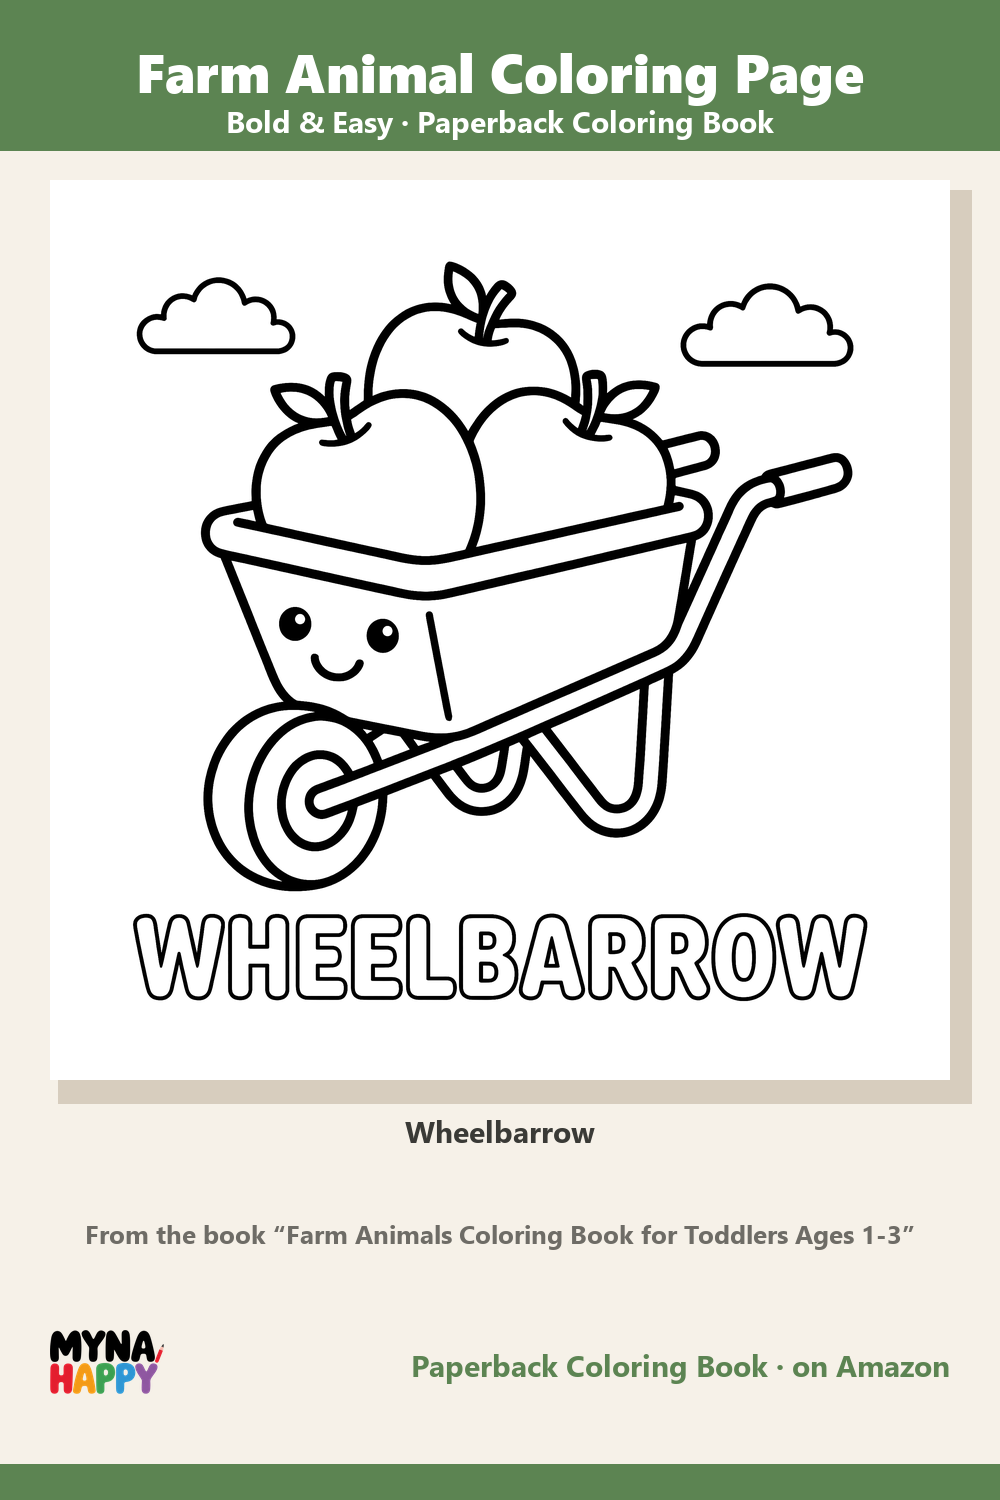 Farm Animal Coloring Page
Bold & Easy · Paperback Coloring Book
WHEELBARROW
Wheelbarrow
From the book “Farm Animals Coloring Book for Toddlers Ages 1-3”
MYNA
HAPPY
Paperback Coloring Book · on Amazon